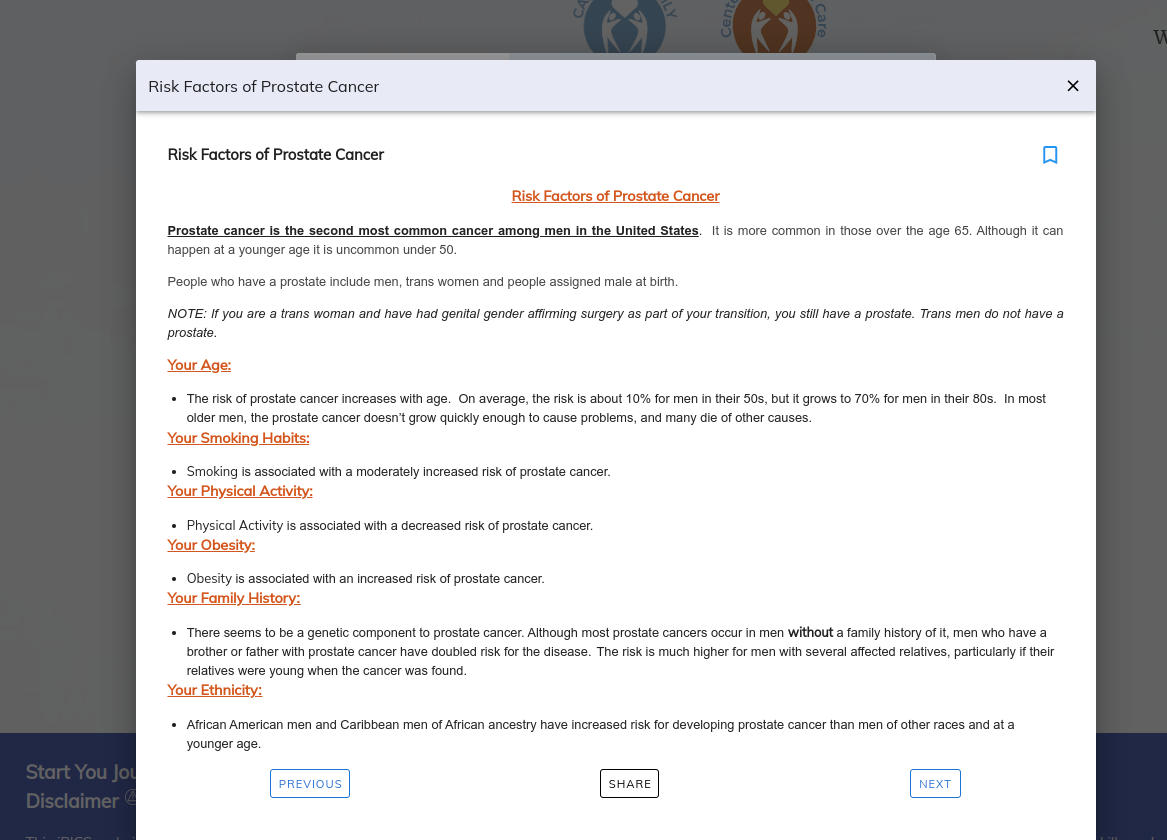 Care
W
Risk Factors of Prostate Cancer
Risk Factors of Prostate Cancer
Risk Factors of Prostate Cancer
Prostate cancer is the second most common cancer among men in the United States.  It is more common in those over the age 65. Although it can
happen at a younger age it is uncommon under 50.
People who have a prostate include men, trans women and people assigned male at birth.
NOTE: If you are a trans woman and have had genital gender affirming surgery as part of your transition, you still have a prostate. Trans men do not have a
prostate.
Your Age:
• The risk of prostate cancer increases with age.  On average, the risk is about 10% for men in their 50s, but it grows to 70% for men in their 80s.  In most
older men, the prostate cancer doesn’t grow quickly enough to cause problems, and many die of other causes.
Your Smoking Habits:
• Smoking is associated with a moderately increased risk of prostate cancer.
Your Physical Activity:
• Physical Activity is associated with a decreased risk of prostate cancer.
Your Obesity:
• Obesity is associated with an increased risk of prostate cancer.
Your Family History:
• There seems to be a genetic component to prostate cancer. Although most prostate cancers occur in men without a family history of it, men who have a
brother or father with prostate cancer have doubled risk for the disease. The risk is much higher for men with several affected relatives, particularly if their
relatives were young when the cancer was found.
Your Ethnicity:
• African American men and Caribbean men of African ancestry have increased risk for developing prostate cancer than men of other races and at a
younger age.
PREVIOUS
SHARE
NEXT
Start You Jou
Disclaimer